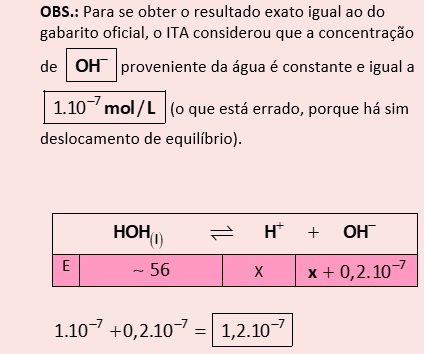 OBS.: Para se obter o resultado exato igual ao do
gabarito oficial, o ITA considerou que a concentração
de OH⁻ proveniente da água é constante e igual a
1.10⁻⁷ mol/L (o que está errado, porque há sim
deslocamento de equilíbrio).
HOH(l) ⇌ H⁺ + OH⁻
E ~ 56 X x + 0,2.10⁻⁷
1.10⁻⁷ +0,2.10⁻⁷ = 1,2.10⁻⁷